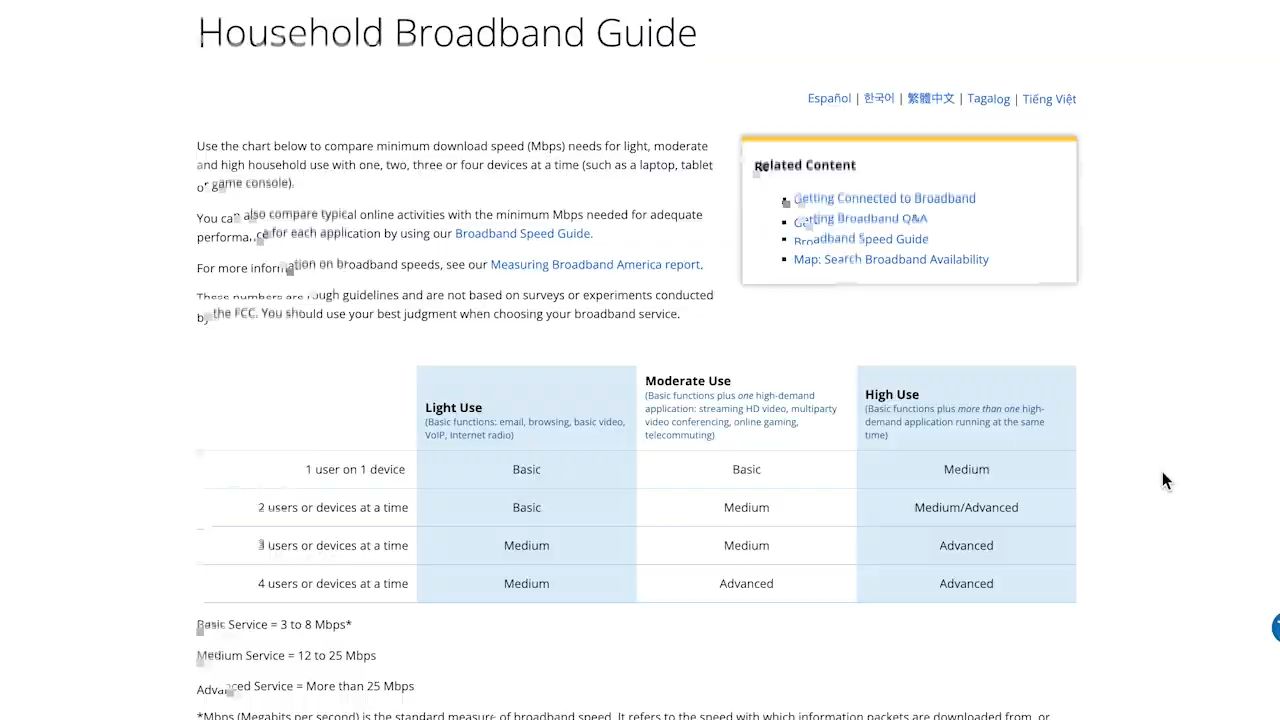 Household Broadband Guide
Español | 한국어 | 繁體中文 | Tagalog | Tiếng Việt
Use the chart below to compare minimum download speed (Mbps) needs for light, moderate
and high household use with one, two, three or four devices at a time (such as a laptop, tablet
or game console).
You can also compare typical online activities with the minimum Mbps needed for adequate
performance for each application by using our Broadband Speed Guide.
For more information on broadband speeds, see our Measuring Broadband America report.
These numbers are rough guidelines and are not based on surveys or experiments conducted
by the FCC. You should use your best judgment when choosing your broadband service.
Related Content
Getting Connected to Broadband
Getting Broadband Q&A
Broadband Speed Guide
Map: Search Broadband Availability
Light Use
(Basic functions: email, browsing, basic video,
VoIP, Internet radio)
Moderate Use
(Basic functions plus one high-demand
application: streaming HD video, multiparty
video conferencing, online gaming,
telecommuting)
High Use
(Basic functions plus more than one high-
demand application running at the same
time)
1 user on 1 device Basic Basic Medium
2 users or devices at a time Basic Medium Medium/Advanced
3 users or devices at a time Medium Medium Advanced
4 users or devices at a time Medium Advanced Advanced
Basic Service = 3 to 8 Mbps*
Medium Service = 12 to 25 Mbps
Advanced Service = More than 25 Mbps
*Mbps (Megabits per second) is the standard measure of broadband speed. It refers to the speed with which information packets are downloaded from, or